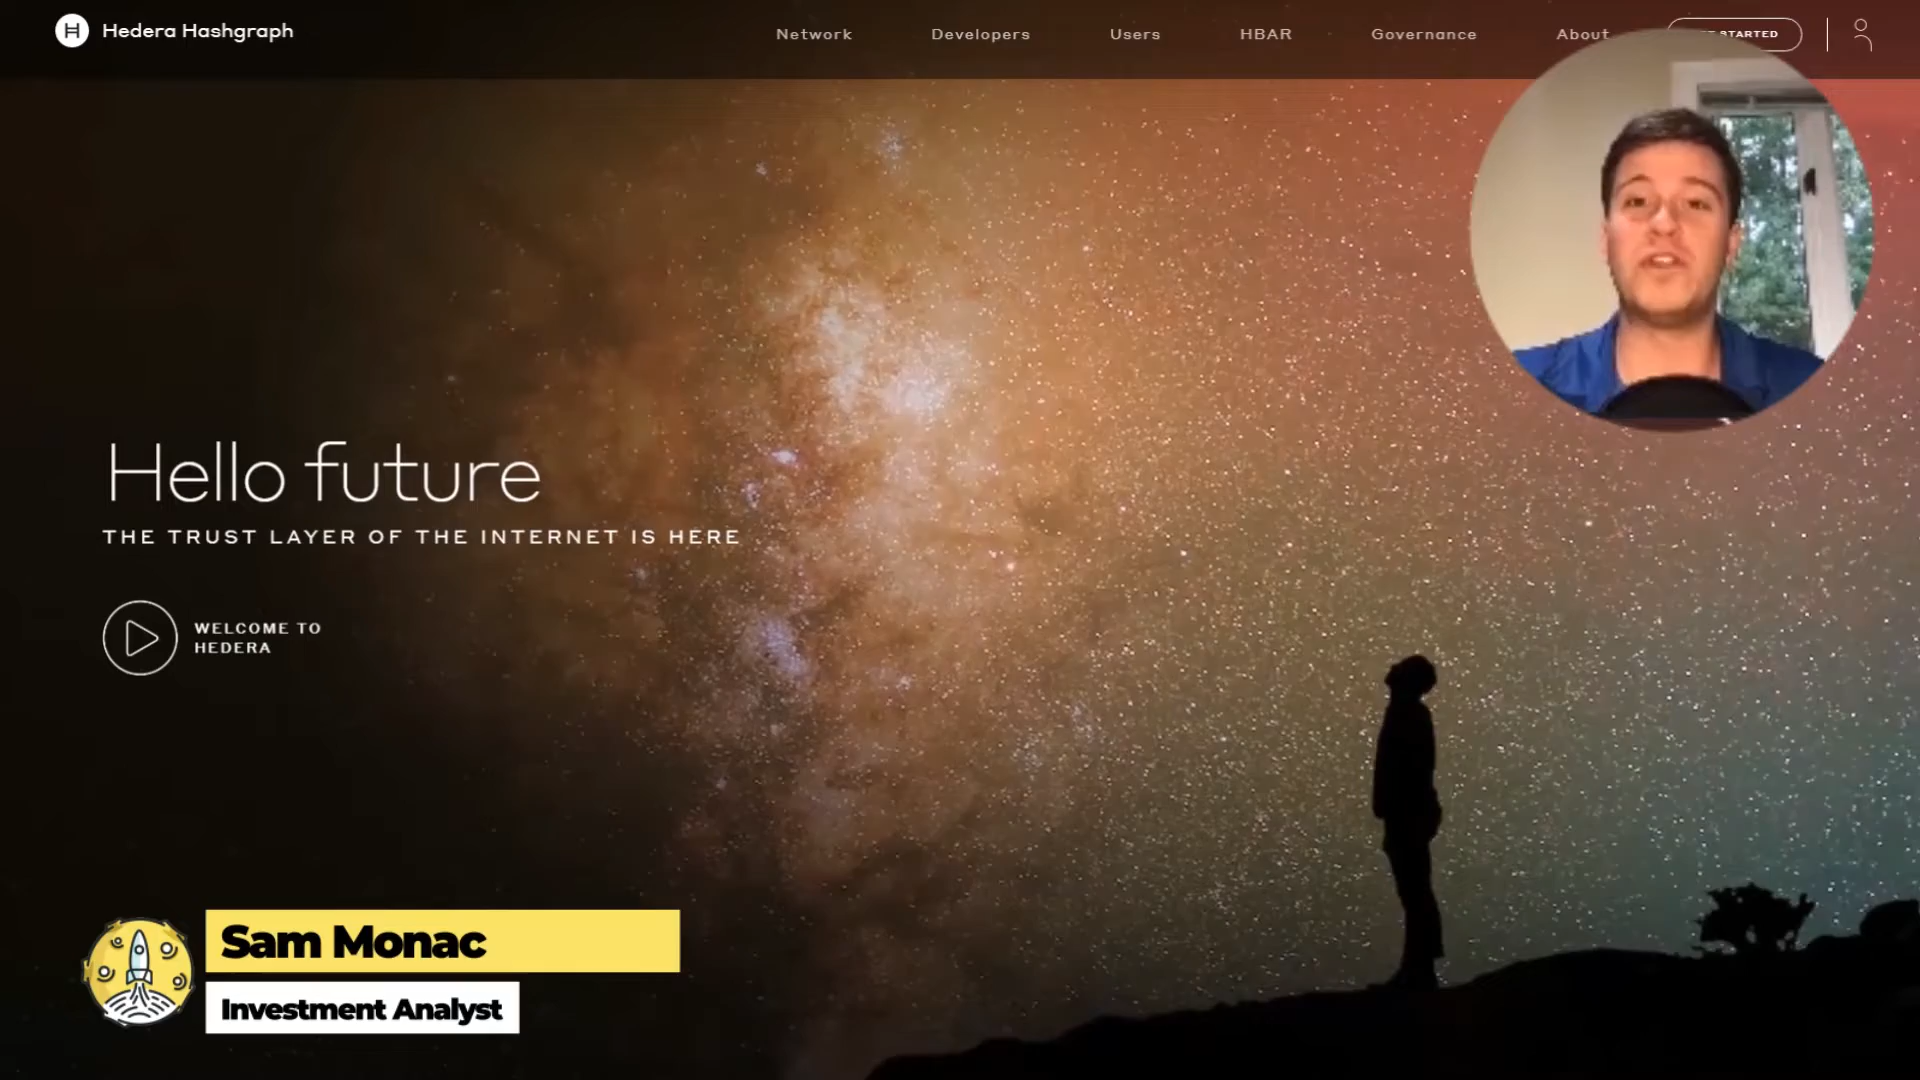 Hedera Hashgraph
Network
Developers
Users
HBAR
Governance
About
STARTED
Hello future
THE TRUST LAYER OF THE INTERNET IS HERE
WELCOME TO
HEDERA
Sam Monac
Investment Analyst